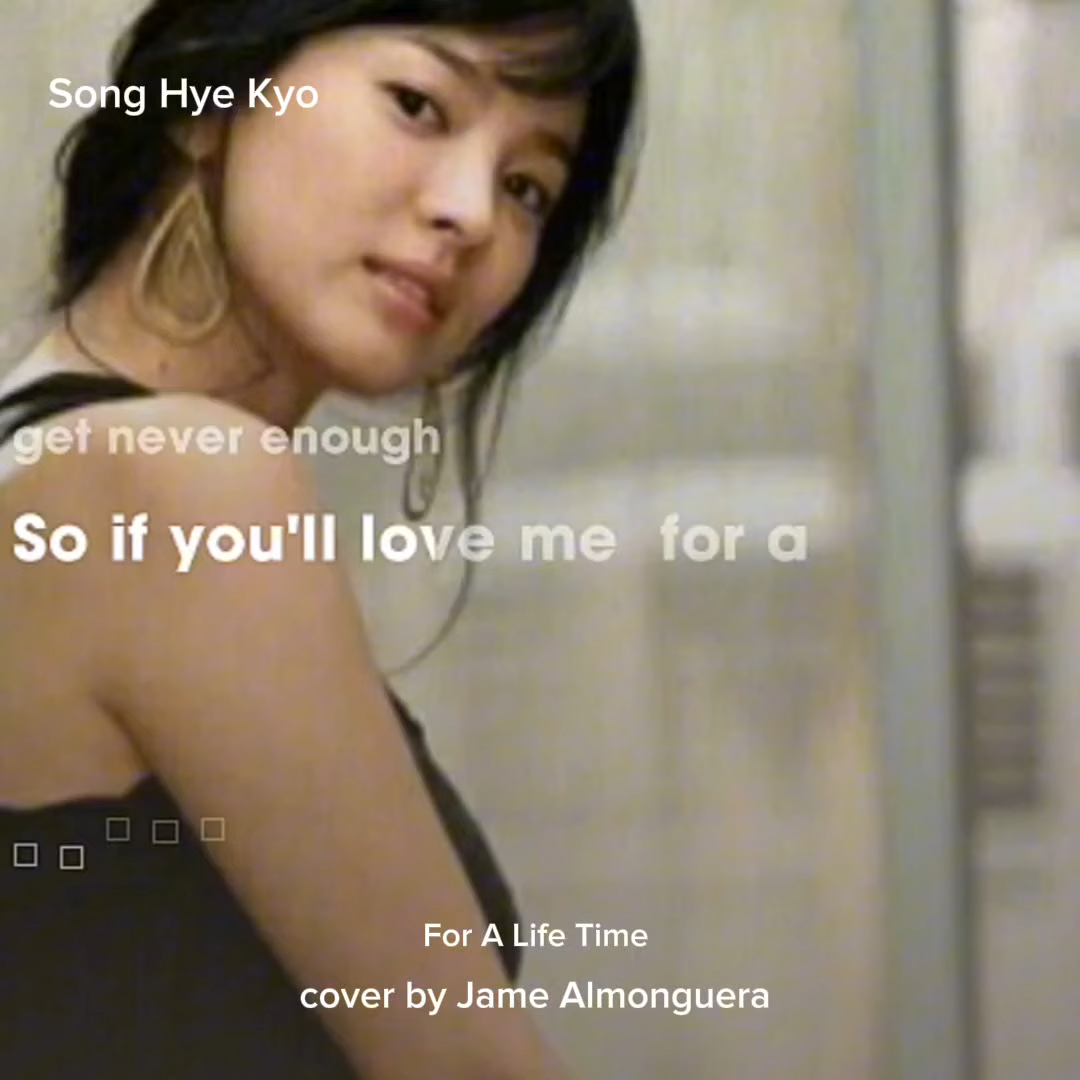 Song Hye Kyo
get never enough
So if you'll love me for a
For A Life Time
cover by Jame Almonguera